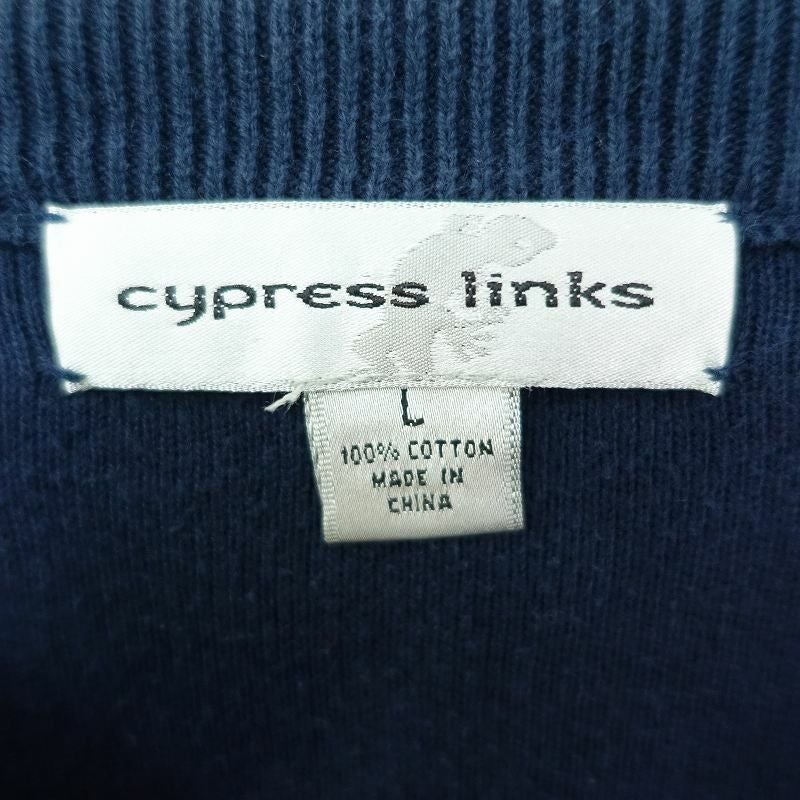 cypress links
L
100% COTTON
MADE IN
CHINA